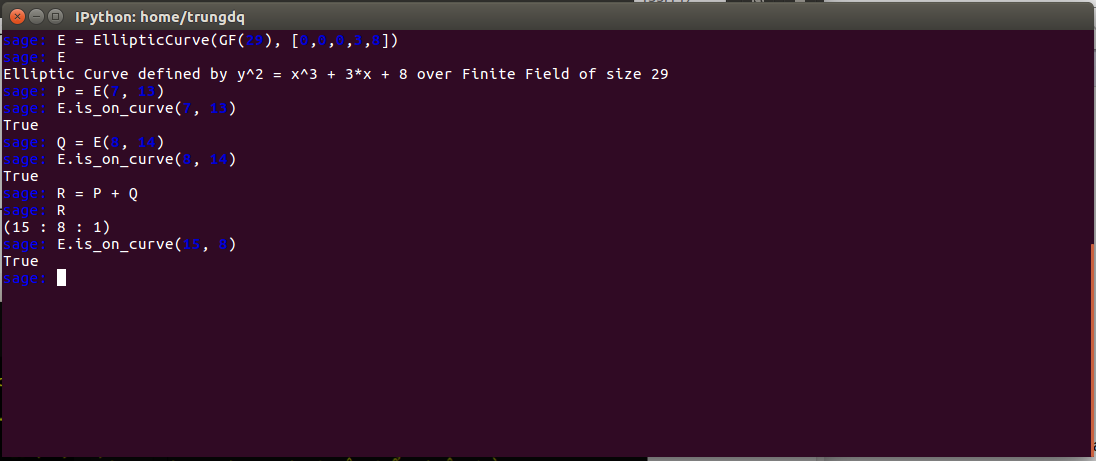 IPython: home/trungdq
sage: E = EllipticCurve(GF(29), [0,0,0,3,8])
sage: E
Elliptic Curve defined by y^2 = x^3 + 3*x + 8 over Finite Field of size 29
sage: P = E(7, 13)
sage: E.is_on_curve(7, 13)
True
sage: Q = E(8, 14)
sage: E.is_on_curve(8, 14)
True
sage: R = P + Q
sage: R
(15 : 8 : 1)
sage: E.is_on_curve(15, 8)
True
sage: